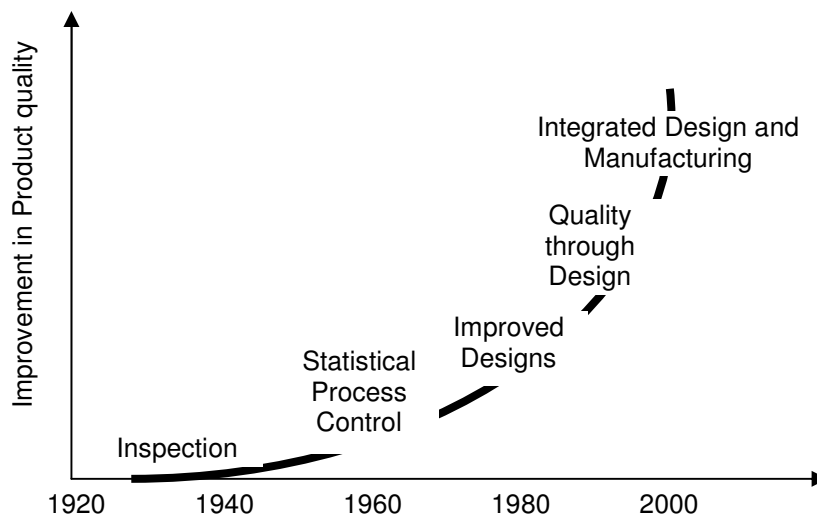 Improvement in Product quality
Integrated Design and
Manufacturing
Quality
through
Design
Improved
Designs
Statistical
Process
Control
Inspection
1920 1940 1960 1980 2000